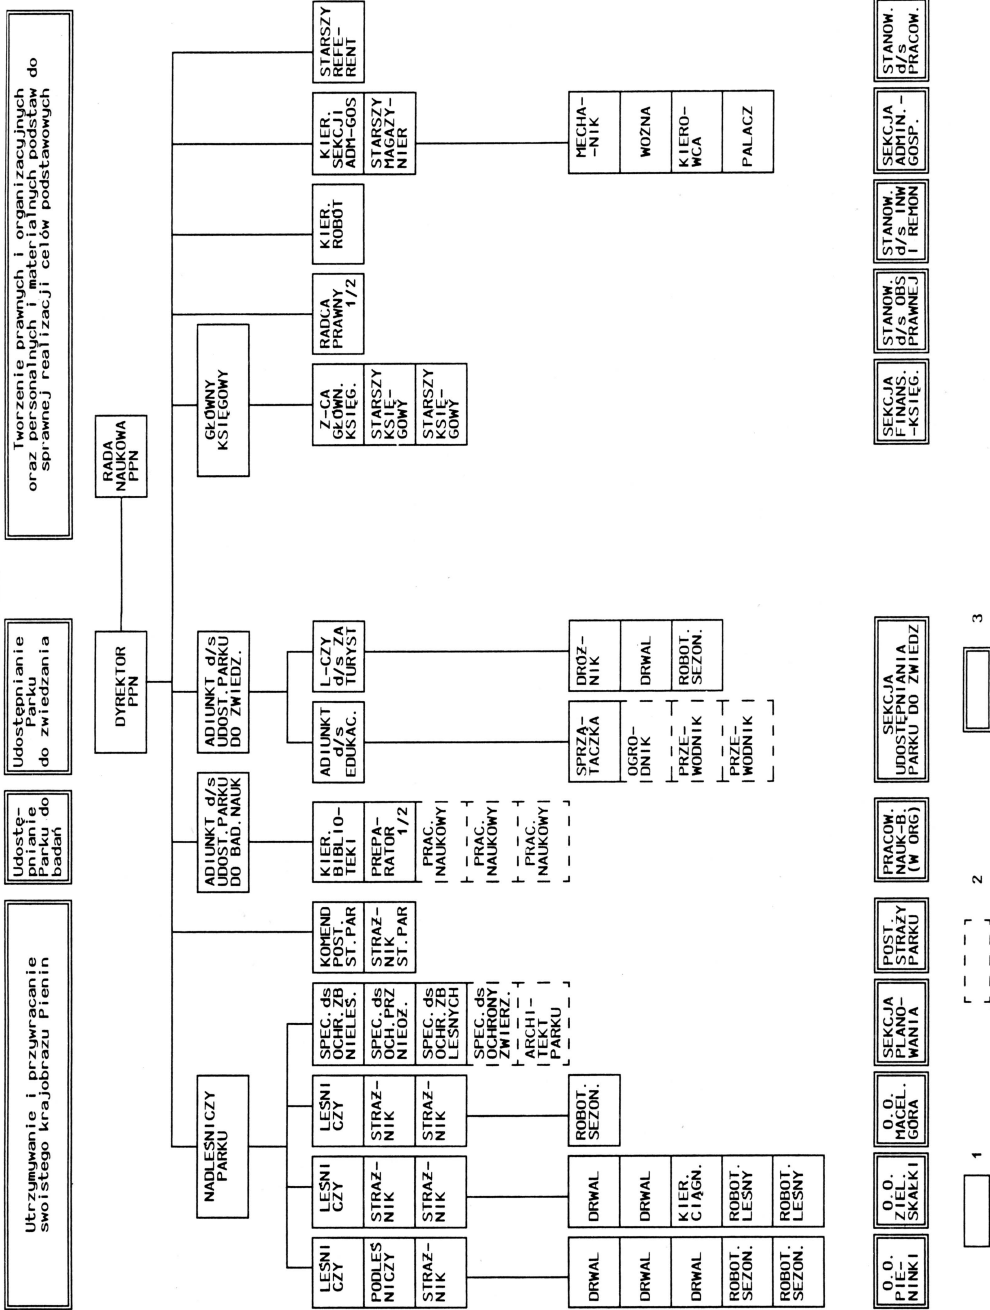 Utrzymywanie i przywracanie
swoistego krajobrazu Pienin
Udostę-
pnianie
Parku do
badań
Udostępnianie
Parku
do zwiedzania
Tworzenie prawnych i organizacyjnych
oraz personalnych i materialnych podstaw do
sprawnej realizacji celów podstawowych
DYREKTOR
PPN
RADA
NAUKOWA
PPN
NADLEŚNICZY
PARKU
ADIUNKT d/s
UDOST.PARKU
DO BAD.NAUK
ADIUNKT d/s
UDOST.PARKU
DO ZWIEDZ.
GŁÓWNY
KSIĘGOWY
LEŚNI
CZY
PODLEŚ
NICZY
STRAŻ-
NIK
LEŚNI
CZY
STRAŻ-
NIK
STRAŻ-
NIK
LEŚNI
CZY
STRAŻ-
NIK
STRAŻ-
NIK
SPEC.ds
OCHR.ZB
NIELEŚ.
SPEC.ds
OCH.PRZ
NIEOŻ.
SPEC.ds
OCHR.ZB
LEŚNYCH
SPEC.ds
OCHRONY
ZWIERZ.
ARCHI-
TEKT
PARKU
KOMEND
POST.
ST.PAR
STRAŻ-
NIK
ST.PAR
KIER.
BIBLIO-
TEKI
PREPA-
RATOR
1/2
PRAC.
NAUKOWY
PRAC.
NAUKOWY
PRAC.
NAUKOWY
ADIUNKT
d/s
EDUKAC.
L-CZY
d/s ZA
TURYST
Z-CA
GŁÓWN.
KSIĘG.
STARSZY
KSIĘ-
GOWY
STARSZY
KSIĘ-
GOWY
RADCA
PRAWNY
1/2
KIER.
ROBÓT
KIER.
SEKCJI
ADM-GOS
STARSZY
MAGAZY-
NIER
STARSZY
REFE-
RENT
DRWAL
DRWAL
DRWAL
ROBOT.
SEZON.
ROBOT.
SEZON.
DRWAL
DRWAL
KIER.
CIĄGN.
ROBOT.
LEŚNY
ROBOT.
LEŚNY
ROBOT.
SEZON.
SPRZĄ-
TACZKA
OGRO-
DNIK
PRZE-
WODNIK
PRZE-
WODNIK
DRÓŻ-
NIK
DRWAL
ROBOT.
SEZON.
MECHA-
-NIK
WOŹNA
KIERO-
WCA
PALACZ
O.O.
PIE-
NINKI
O.O.
ZIEL.
SKAŁKI
O.O.
MACEL.
GÓRA
SEKCJA
PLANO-
WANIA
POST.
STRAŻY
PARKU
PRACOW.
NAUK-B.
(W ORG)
SEKCJA
UDOSTĘPNIANIA
PARKU DO ZWIEDZ
SEKCJA
FINANS.
-KSIĘG.
STANOW.
d/s OBS
PRAWNEJ
STANOW.
d/s INW
I REMON
SEKCJA
ADMIN.-
GOSP.
STANOW.
d/s
PRACOW.
1
2
3